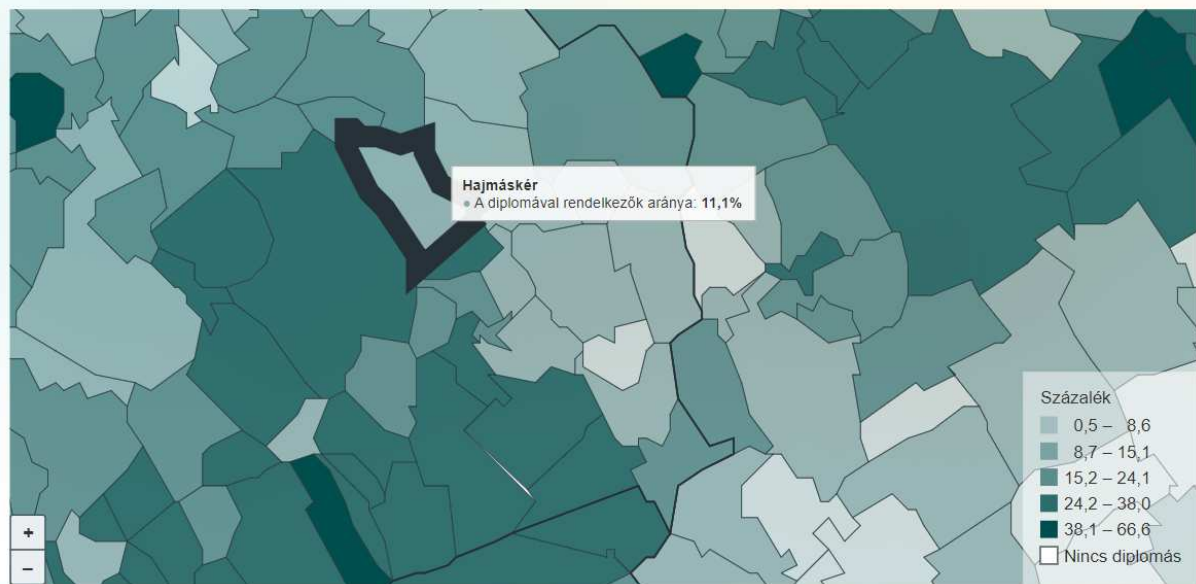 Hajmáskér
● A diplomával rendelkezők aránya: 11,1%
Százalék
0,5 – 8,6
8,7 – 15,1
15,2 – 24,1
24,2 – 38,0
38,1 – 66,6
Nincs diplomás
+
−